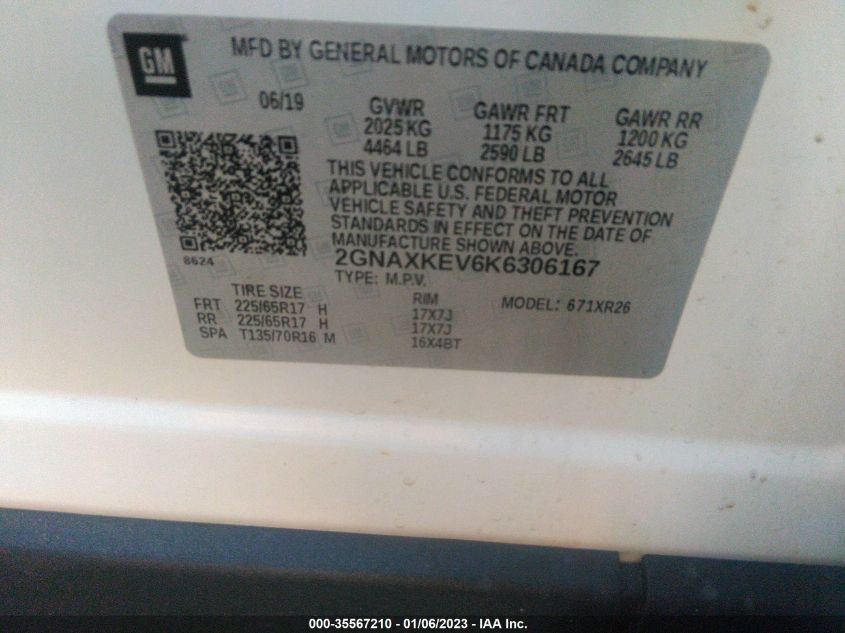 GM
MFD BY GENERAL MOTORS OF CANADA COMPANY
06/19 GVWR GAWR FRT GAWR RR
2025 KG 1175 KG 1200 KG
4464 LB 2590 LB 2645 LB
THIS VEHICLE CONFORMS TO ALL
APPLICABLE U.S. FEDERAL MOTOR
VEHICLE SAFETY AND THEFT PREVENTION
STANDARDS IN EFFECT ON THE DATE OF
MANUFACTURE SHOWN ABOVE.
8624
2GNAXKEV6K6306167
TYPE: M.P.V.
TIRE SIZE RIM MODEL: 671XR26
FRT 225/65R17 H 17X7J
RR 225/65R17 H 17X7J
SPA T135/70R16 M 16X4BT
000-35567210 - 01/06/2023 - IAA Inc.